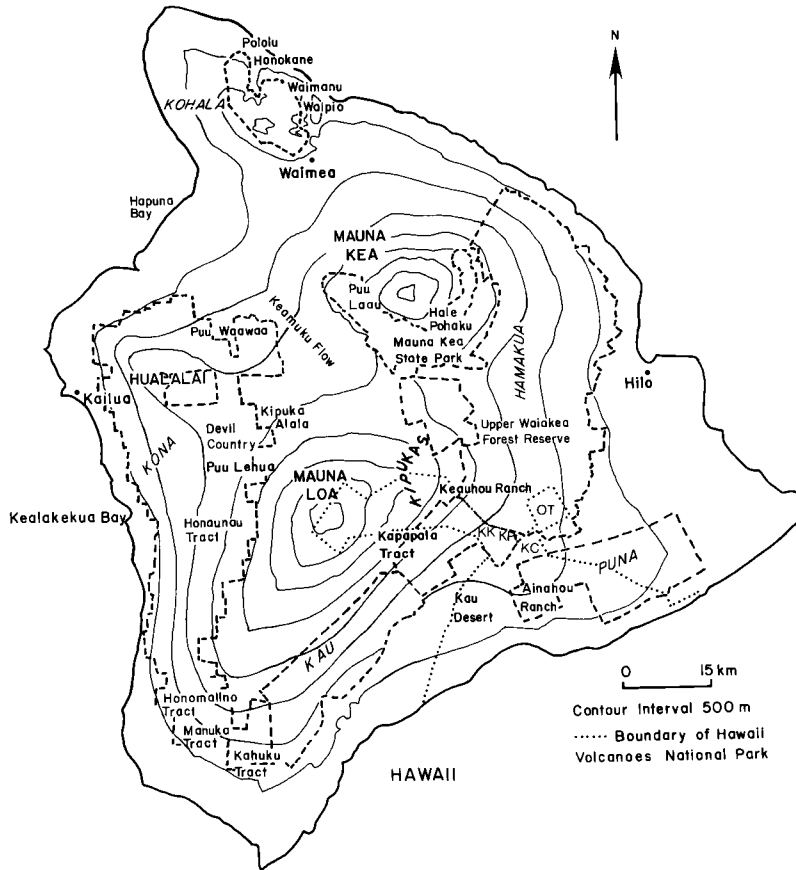 N
Pololu
Honokane
Waimanu
Waipio
KOHALA
Waimea
Hapuna
Bay
MAUNA
KEA
Puu
Laau
Hale
Pohaku
Mauna Kea
State Park
Keamuku Flow
Puu Waawaa
HUALALAI
Kailua
KONA
Kipuka
Alala
Devil
Country
Puu Lehua
HAMAKUA
Hilo
Upper Waiakea
Forest Reserve
KIPUKAS
MAUNA
LOA
Keauhou Ranch
Kealakekua Bay
Honaunau
Tract
Kapapala
Tract
OT
KK
KP
KC
PUNA
Ainahou
Ranch
Kau
Desert
KAU
Honomalino
Tract
Manuka
Tract
Kahuku
Tract
HAWAII
0 15 km
Contour Interval 500 m
Boundary of Hawaii
Volcanoes National Park